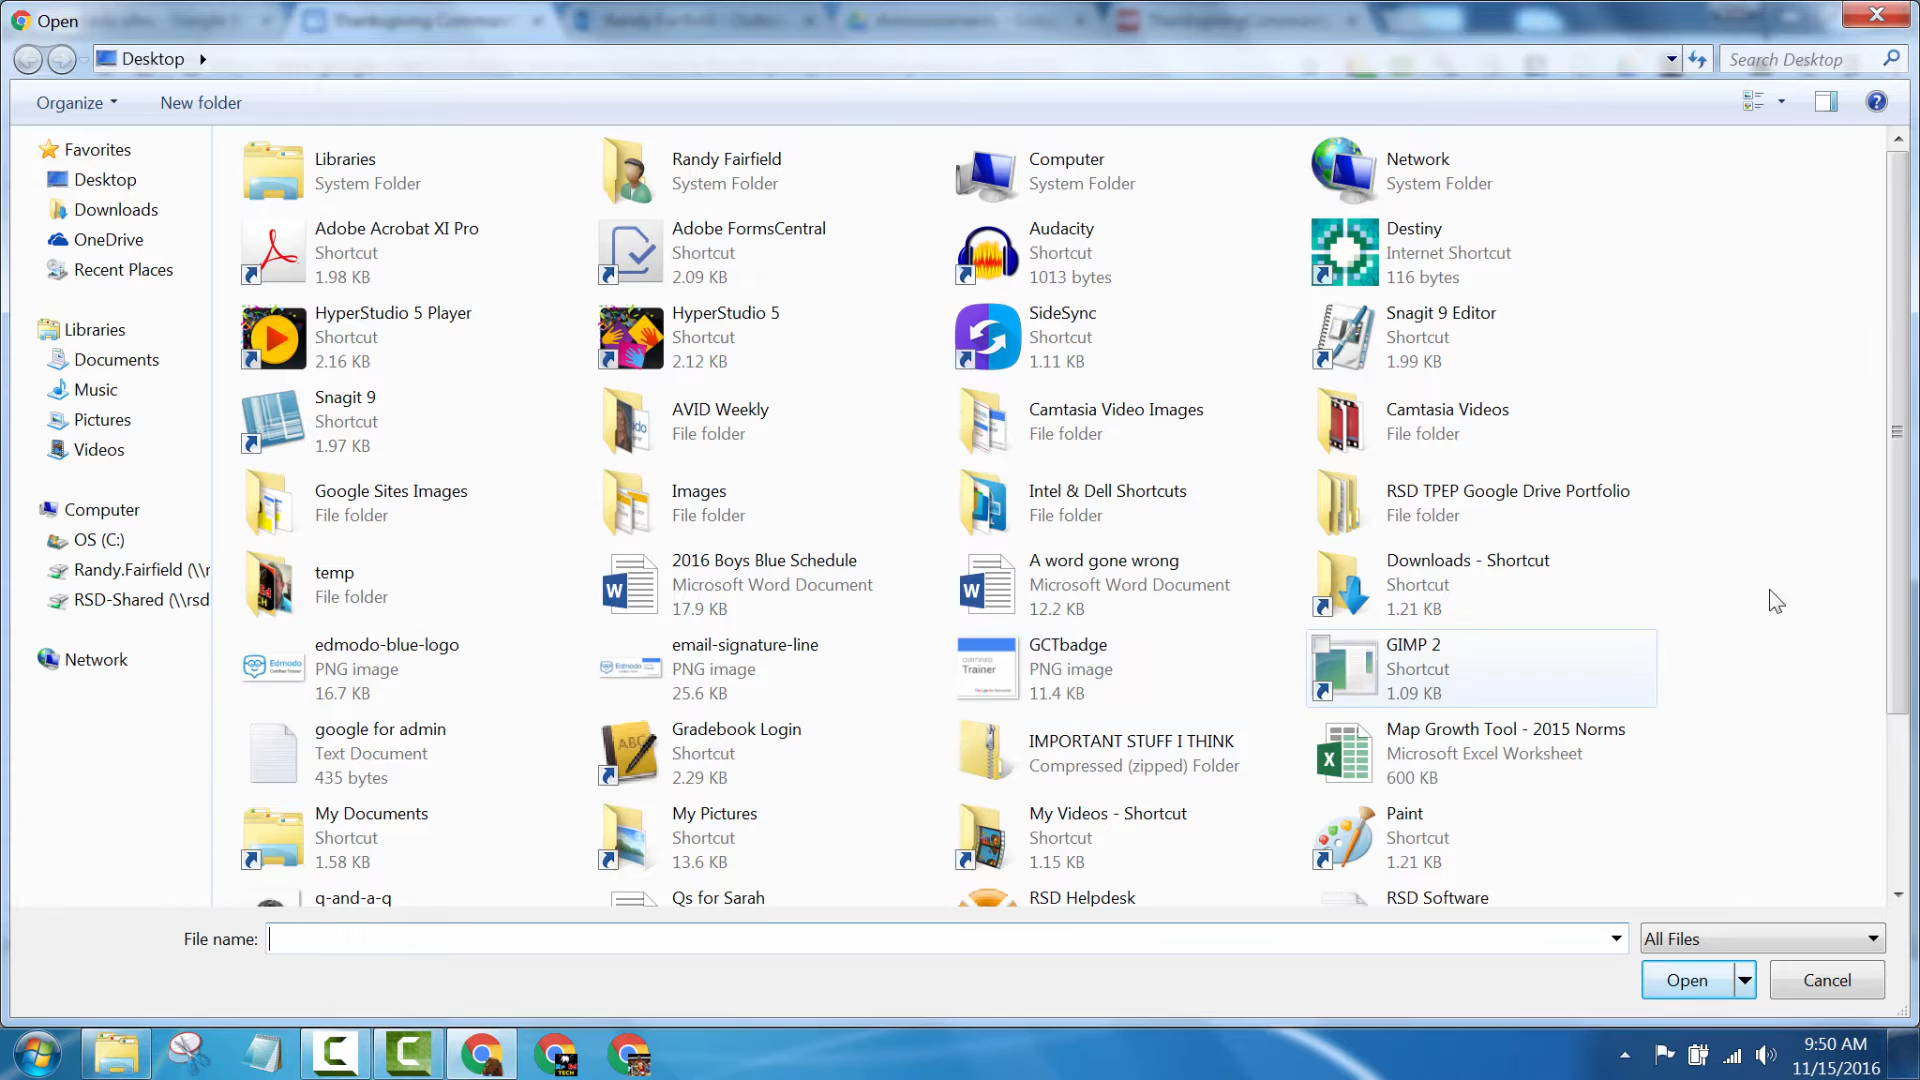 Open
Desktop
Search Desktop
Organize
New folder
Favorites
Desktop
Downloads
OneDrive
Recent Places
Libraries
Documents
Music
Pictures
Videos
Computer
OS (C:)
Randy.Fairfield (\\r
RSD-Shared (\\rsd
Network
Libraries
System Folder
Randy Fairfield
System Folder
Computer
System Folder
Network
System Folder
Adobe Acrobat XI Pro
Shortcut
1.98 KB
Adobe FormsCentral
Shortcut
2.09 KB
Audacity
Shortcut
1013 bytes
Destiny
Internet Shortcut
116 bytes
HyperStudio 5 Player
Shortcut
2.16 KB
HyperStudio 5
Shortcut
2.12 KB
SideSync
Shortcut
1.11 KB
Snagit 9 Editor
Shortcut
1.99 KB
Snagit 9
Shortcut
1.97 KB
AVID Weekly
File folder
Camtasia Video Images
File folder
Camtasia Videos
File folder
Google Sites Images
File folder
Images
File folder
Intel & Dell Shortcuts
File folder
RSD TPEP Google Drive Portfolio
File folder
temp
File folder
2016 Boys Blue Schedule
Microsoft Word Document
17.9 KB
A word gone wrong
Microsoft Word Document
12.2 KB
Downloads - Shortcut
Shortcut
1.21 KB
edmodo-blue-logo
PNG image
16.7 KB
email-signature-line
PNG image
25.6 KB
GCTbadge
PNG image
11.4 KB
GIMP 2
Shortcut
1.09 KB
google for admin
Text Document
435 bytes
Gradebook Login
Shortcut
2.29 KB
IMPORTANT STUFF I THINK
Compressed (zipped) Folder
Map Growth Tool - 2015 Norms
Microsoft Excel Worksheet
600 KB
My Documents
Shortcut
1.58 KB
My Pictures
Shortcut
13.6 KB
My Videos - Shortcut
Shortcut
1.15 KB
Paint
Shortcut
1.21 KB
q-and-a-q
Qs for Sarah
RSD Helpdesk
RSD Software
File name:
All Files
Open
Cancel
9:50 AM
11/15/2016